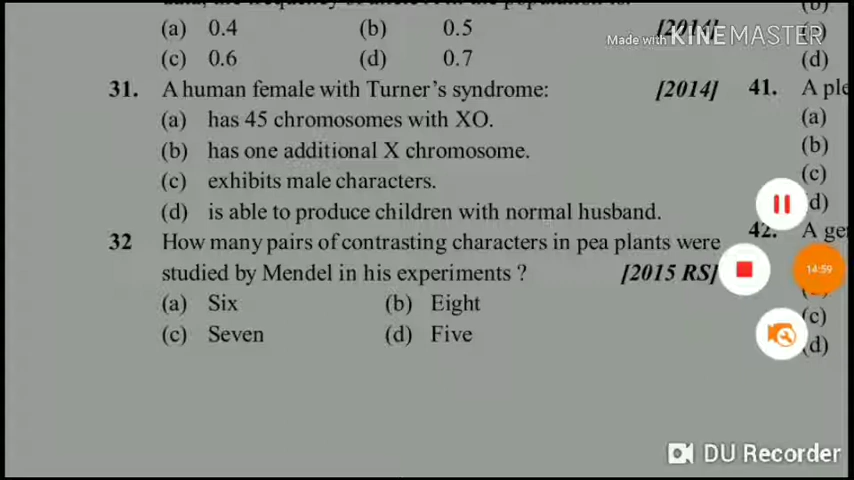 (a) 0.4 (b) 0.5 [2014]
(c) 0.6 (d) 0.7
31. A human female with Turner's syndrome: [2014]
(a) has 45 chromosomes with XO.
(b) has one additional X chromosome.
(c) exhibits male characters.
(d) is able to produce children with normal husband.
32 How many pairs of contrasting characters in pea plants were
studied by Mendel in his experiments ? [2015 RS]
(a) Six (b) Eight
(c) Seven (d) Five
Made with KINEMASTER
(d)
41. A ple
(a)
(b)
(c)
d)
42. A ge
14:59
(c)
(d)
DU Recorder